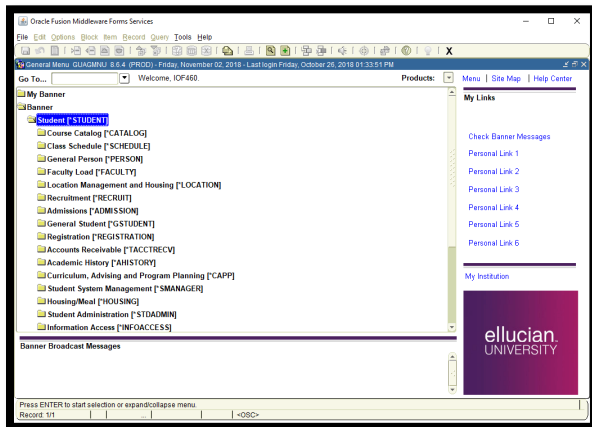 Oracle Fusion Middleware Forms Services
File Edit Options Block Item Record Query Tools Help
General Menu GUAGMNU 8.6.4 (PROD) - Friday, November 02, 2018 - Last login Friday, October 26, 2018 01:33:51 PM
Go To... Welcome, IOF460. Products: Menu | Site Map | Help Center
My Banner
Banner
Student [*STUDENT]
Course Catalog [*CATALOG]
Class Schedule [*SCHEDULE]
General Person [*PERSON]
Faculty Load [*FACULTY]
Location Management and Housing [*LOCATION]
Recruitment [*RECRUIT]
Admissions [*ADMISSION]
General Student [*GSTUDENT]
Registration [*REGISTRATION]
Accounts Receivable [*TACCTRECV]
Academic History [*AHISTORY]
Curriculum, Advising and Program Planning [*CAPP]
Student System Management [*SMANAGER]
Housing/Meal [*HOUSING]
Student Administration [*STDADMIN]
Information Access [*INFOACCESS]
My Links
Check Banner Messages
Personal Link 1
Personal Link 2
Personal Link 3
Personal Link 4
Personal Link 5
Personal Link 6
My Institution
ellucian.
UNIVERSITY
Banner Broadcast Messages
Press ENTER to start selection or expand/collapse menu.
Record: 1/1 | | ... | | <OSC>